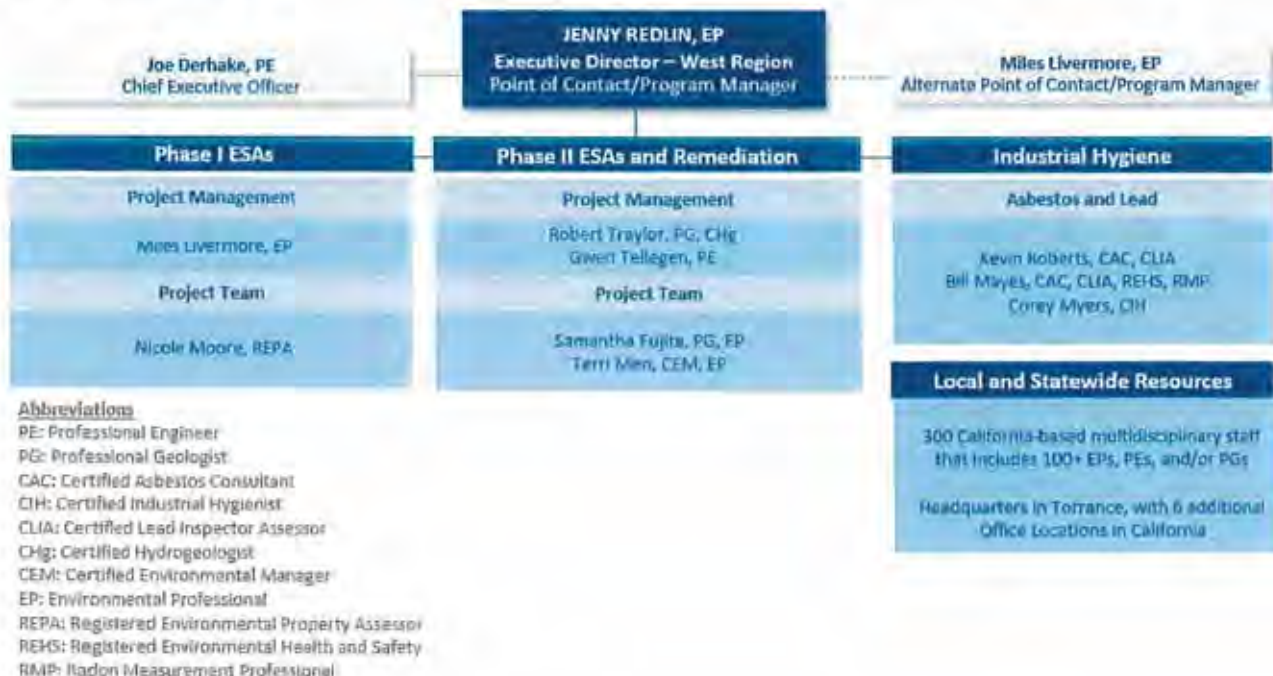 JENNY REDLIN, EP
Executive Director – West Region
Point of Contact/Program Manager
Joe Derhake, PE
Chief Executive Officer
Miles Livermore, EP
Alternate Point of Contact/Program Manager
Phase I ESAs
Project Management
Miles Livermore, EP
Project Team
Nicole Moore, REPA
Phase II ESAs and Remediation
Project Management
Robert Traylor, PG, CHg
Gwen Tellegen, PE
Project Team
Samantha Fujita, PG, EP
Terri Men, CEM, EP
Industrial Hygiene
Asbestos and Lead
Kevin Roberts, CAC, CLIA
Bill Mayes, CAC, CLIA, REHS, RMP
Corey Myers, CIH
Local and Statewide Resources
300 California-based multidisciplinary staff
that includes 100+ EPs, PEs, and/or PGs
Headquarters in Torrance, with 6 additional
Office Locations in California
Abbreviations
PE: Professional Engineer
PG: Professional Geologist
CAC: Certified Asbestos Consultant
CIH: Certified Industrial Hygienist
CLIA: Certified Lead Inspector Assessor
CHg: Certified Hydrogeologist
CEM: Certified Environmental Manager
EP: Environmental Professional
REPA: Registered Environmental Property Assessor
REHS: Registered Environmental Health and Safety
RMP: Radon Measurement Professional